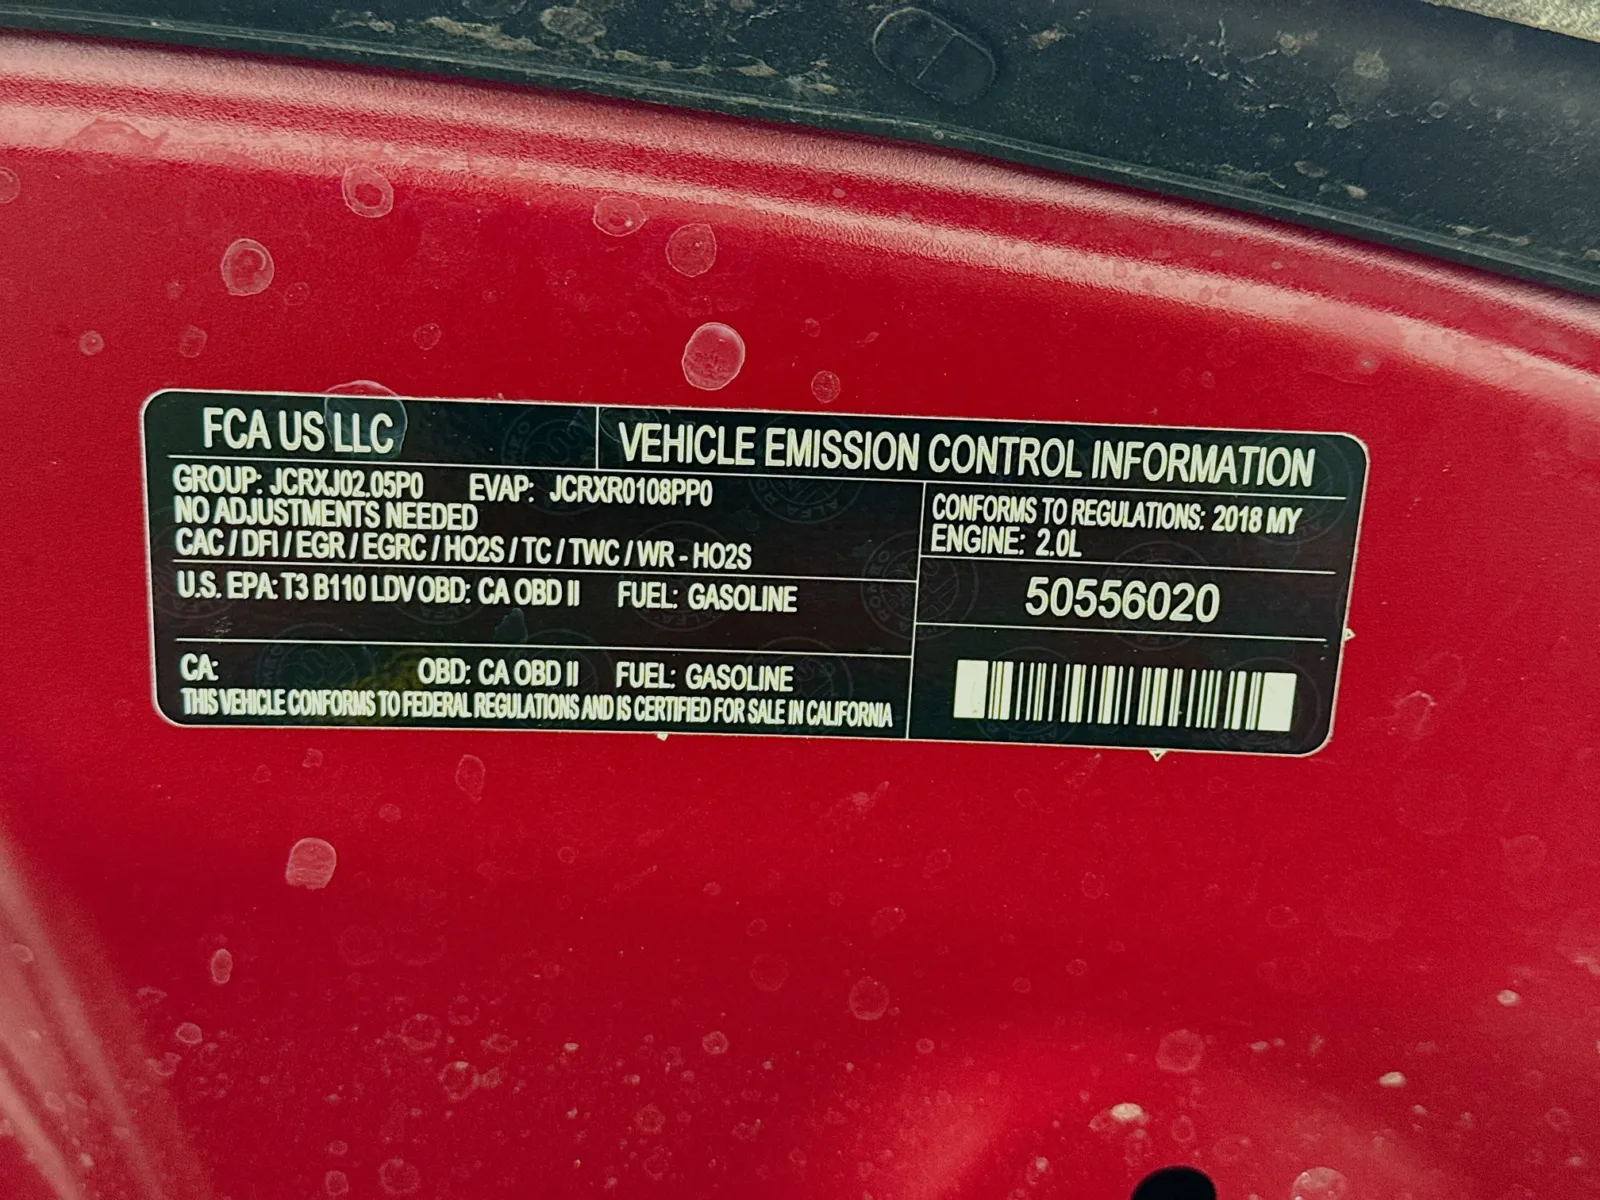 FCA US LLC
VEHICLE EMISSION CONTROL INFORMATION
GROUP: JCRXJ02.05P0 EVAP: JCRXR0108PP0
NO ADJUSTMENTS NEEDED
CAC / DFI / EGR / EGRC / HO2S / TC / TWC / WR - HO2S
U.S. EPA: T3 B110 LDV OBD: CA OBD II FUEL: GASOLINE
CA: OBD: CA OBD II FUEL: GASOLINE
THIS VEHICLE CONFORMS TO FEDERAL REGULATIONS AND IS CERTIFIED FOR SALE IN CALIFORNIA
CONFORMS TO REGULATIONS: 2018 MY
ENGINE: 2.0L
50556020
ALFA ROMEO